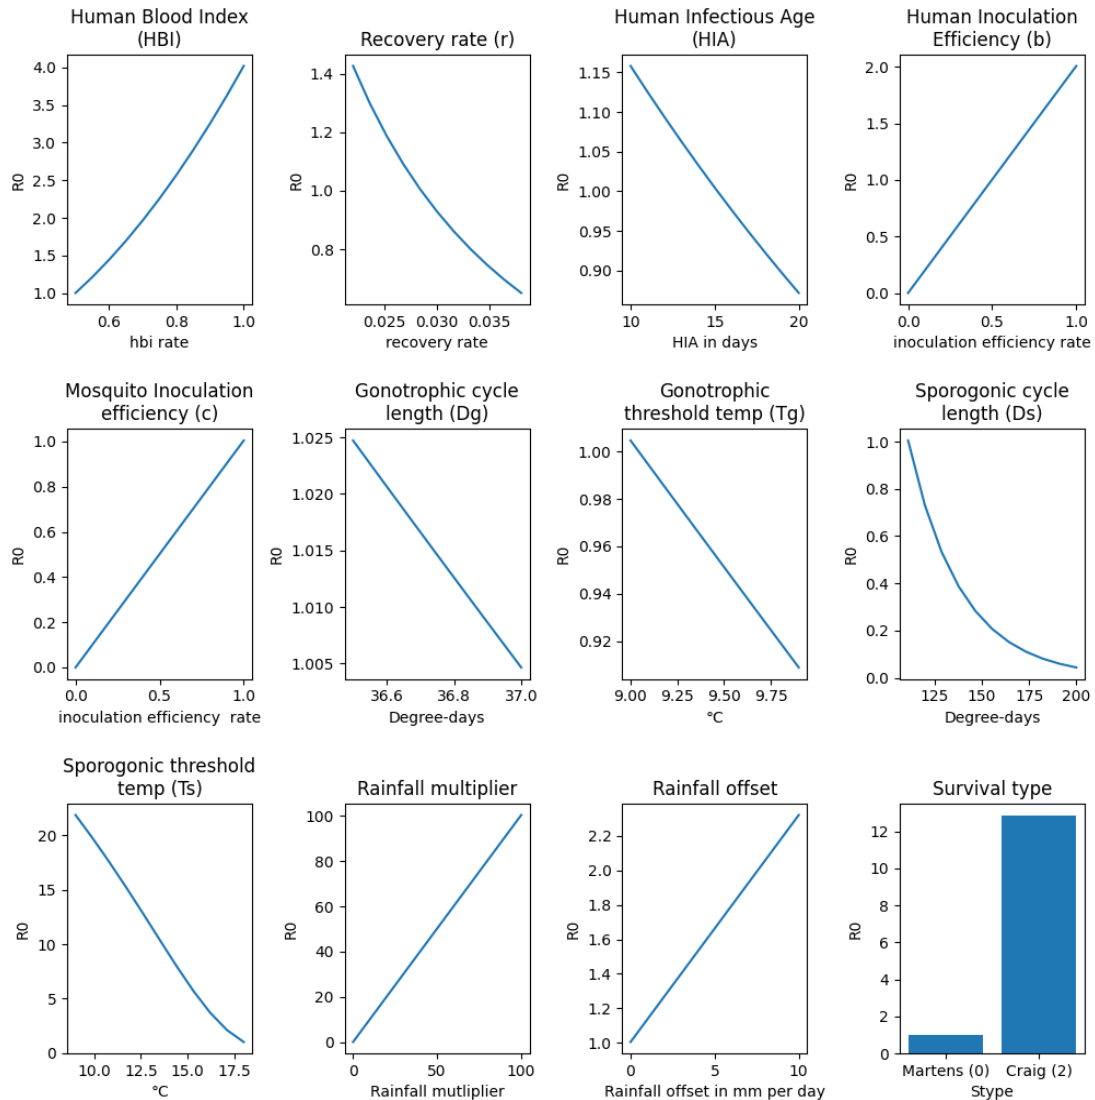 Human Blood Index
(HBI)
4.0
3.5
3.0
2.5
2.0
1.5
1.0
R0
0.6 0.8 1.0
hbi rate
Recovery rate (r)
1.4
1.2
1.0
0.8
R0
0.025 0.030 0.035
recovery rate
Human Infectious Age
(HIA)
1.15
1.10
1.05
1.00
0.95
0.90
R0
10 15 20
HIA in days
Human Inoculation
Efficiency (b)
2.0
1.5
1.0
0.5
0.0
R0
0.0 0.5 1.0
inoculation efficiency rate
Mosquito Inoculation
efficiency (c)
1.0
0.8
0.6
0.4
0.2
0.0
R0
0.0 0.5 1.0
inoculation efficiency  rate
Gonotrophic cycle
length (Dg)
1.025
1.020
1.015
1.010
1.005
R0
36.6 36.8 37.0
Degree-days
Gonotrophic
threshold temp (Tg)
1.00
0.98
0.96
0.94
0.92
R0
9.00 9.25 9.50 9.75
°C
Sporogonic cycle
length (Ds)
1.0
0.8
0.6
0.4
0.2
0.0
R0
125 150 175 200
Degree-days
Sporogonic threshold
temp (Ts)
20
15
10
5
0
R0
10.0 12.5 15.0 17.5
°C
Rainfall multiplier
100
80
60
40
20
0
R0
0 50 100
Rainfall mutliplier
Rainfall offset
2.2
2.0
1.8
1.6
1.4
1.2
1.0
R0
0 5 10
Rainfall offset in mm per day
Survival type
12
10
8
6
4
2
0
R0
Martens (0) Craig (2)
Stype